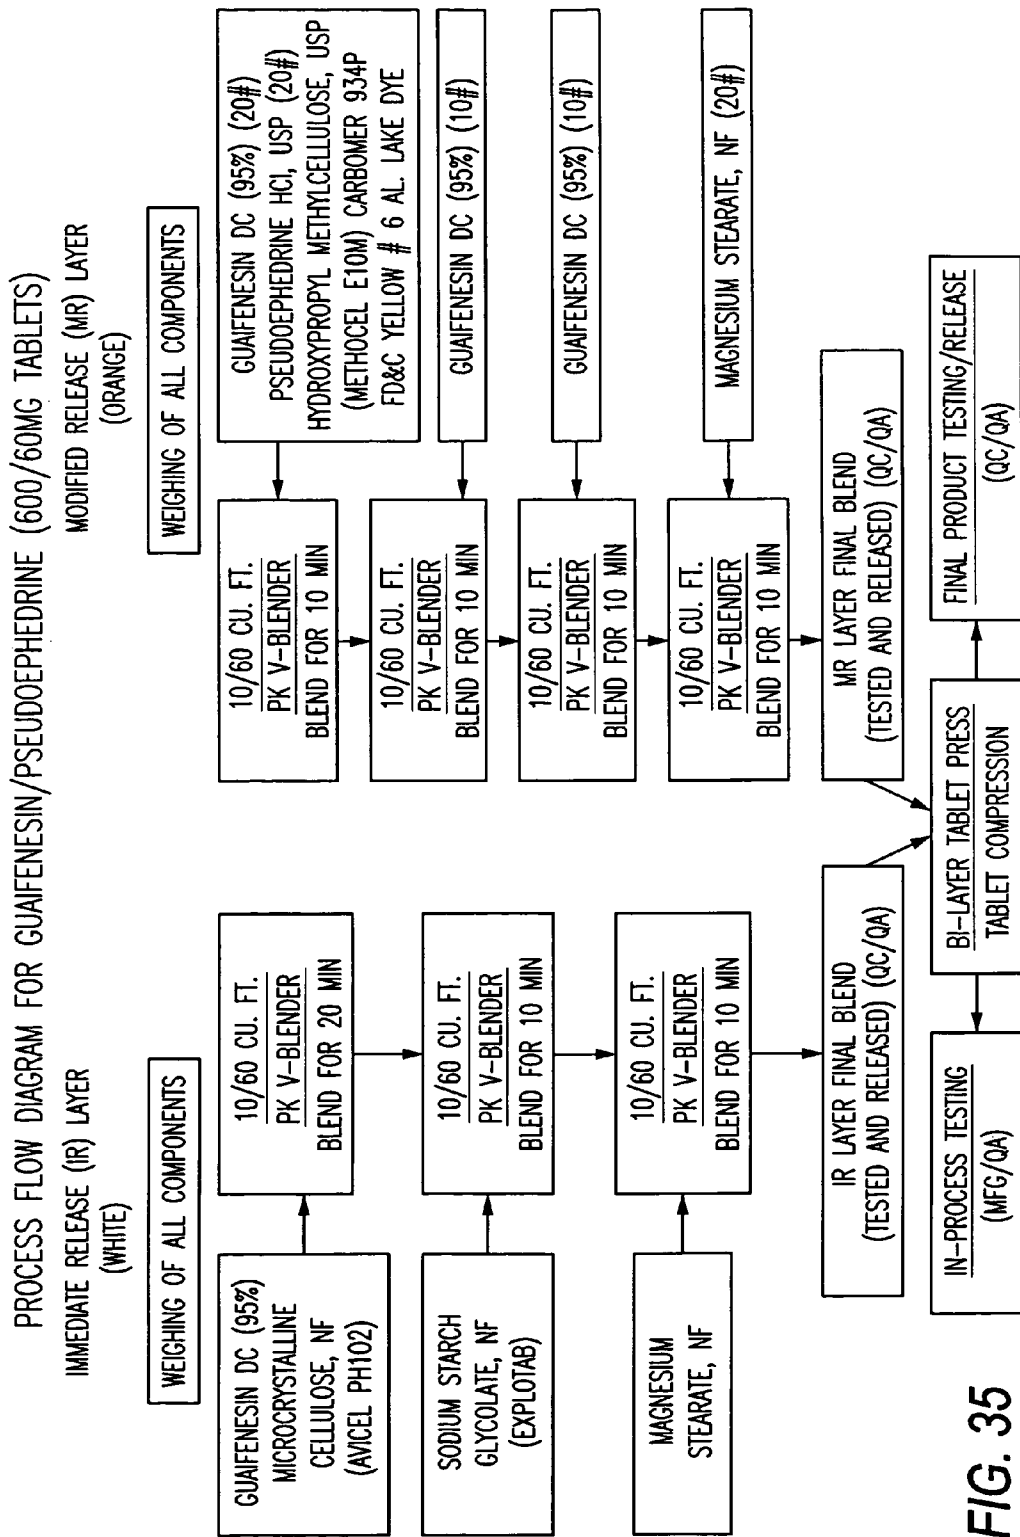 PROCESS FLOW DIAGRAM FOR GUAIFENESIN/PSEUDOEPHEDRINE (600/60MG TABLETS)
IMMEDIATE RELEASE (IR) LAYER
(WHITE)
WEIGHING OF ALL COMPONENTS
GUAIFENESIN DC (95%)
MICROCRYSTALLINE
CELLULOSE, NF
(AVICEL PH102)
10/60 CU. FT.
PK V-BLENDER
BLEND FOR 20 MIN
SODIUM STARCH
GLYCOLATE, NF
(EXPLOTAB)
10/60 CU. FT.
PK V-BLENDER
BLEND FOR 10 MIN
MAGNESIUM
STEARATE, NF
10/60 CU. FT.
PK V-BLENDER
BLEND FOR 10 MIN
IR LAYER FINAL BLEND
(TESTED AND RELEASED) (QC/QA)
MODIFIED RELEASE (MR) LAYER
(ORANGE)
WEIGHING OF ALL COMPONENTS
10/60 CU. FT.
PK V-BLENDER
BLEND FOR 10 MIN
GUAIFENESIN DC (95%) (20#)
PSEUDOEPHEDRINE HCl, USP (20#)
HYDROXYPROPYL METHYLCELLULOSE, USP
(METHOCEL E10M) CARBOMER 934P
FD&C YELLOW # 6 AL. LAKE DYE
10/60 CU. FT.
PK V-BLENDER
BLEND FOR 10 MIN
GUAIFENESIN DC (95%) (10#)
10/60 CU. FT.
PK V-BLENDER
BLEND FOR 10 MIN
GUAIFENESIN DC (95%) (10#)
10/60 CU. FT.
PK V-BLENDER
BLEND FOR 10 MIN
MAGNESIUM STEARATE, NF (20#)
MR LAYER FINAL BLEND
(TESTED AND RELEASED) (QC/QA)
IN-PROCESS TESTING
(MFG/QA)
BI-LAYER TABLET PRESS
TABLET COMPRESSION
FINAL PRODUCT TESTING/RELEASE
(QC/QA)
FIG. 35